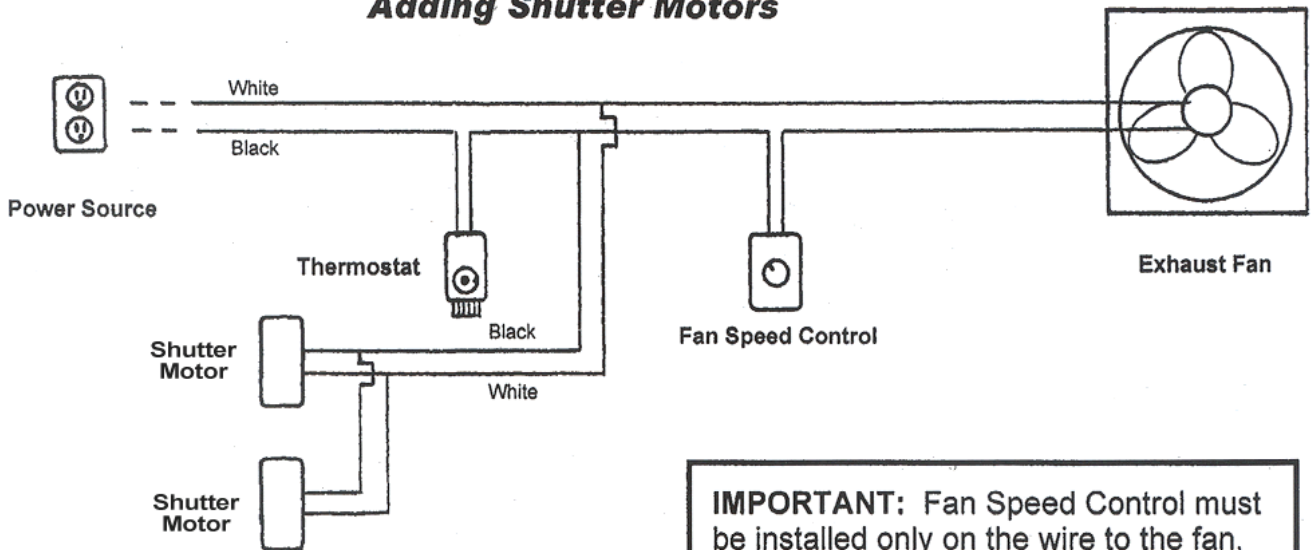 Adding Shutter Motors
White
Black
Power Source
Thermostat
Exhaust Fan
Black
Fan Speed Control
Shutter
Motor
White
Shutter
Motor
IMPORTANT: Fan Speed Control must
be installed only on the wire to the fan.